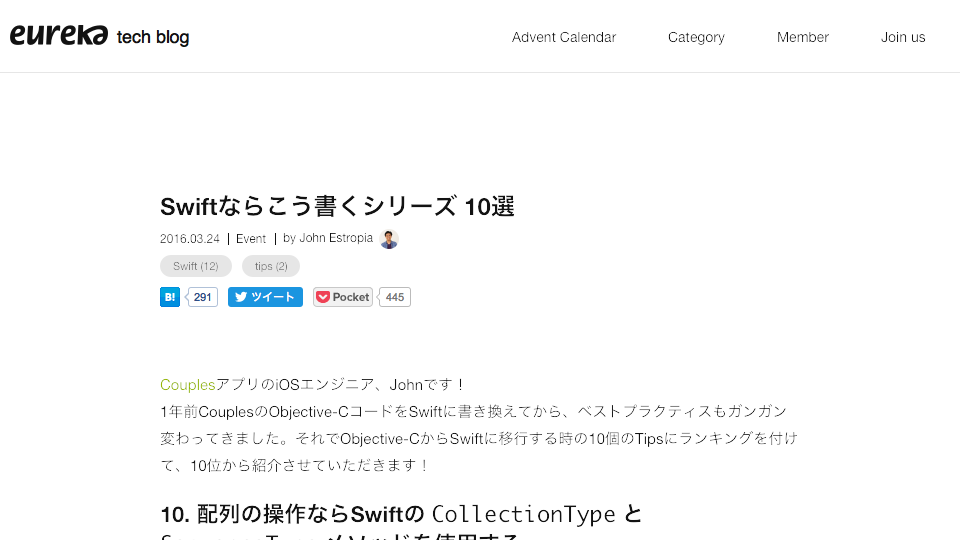 eureka tech blog
Advent Calendar Category Member Join us
Swiftならこう書くシリーズ 10選
2016.03.24 | Event | by John Estropia
Swift (12) tips (2)
B! 291 ツイート Pocket 445
CouplesアプリのiOSエンジニア、Johnです！
1年前CouplesのObjective-CコードをSwiftに書き換えてから、ベストプラクティスもガンガン
変わってきました。それでObjective-CからSwiftに移行する時の10個のTipsにランキングを付け
て、10位から紹介させていただきます！
10. 配列の操作ならSwiftの CollectionType と
SequenceType メソッドを使用する